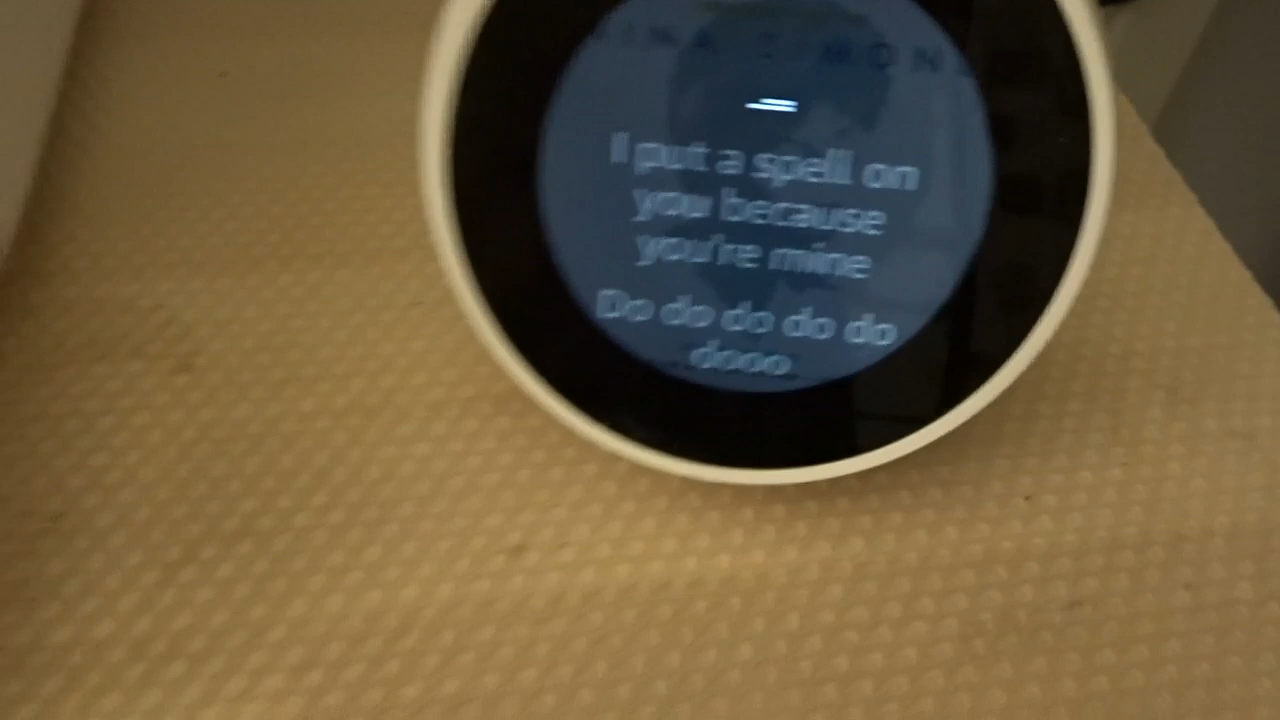 I put a spell on
you because
you're mine
Do do do do do
dooo